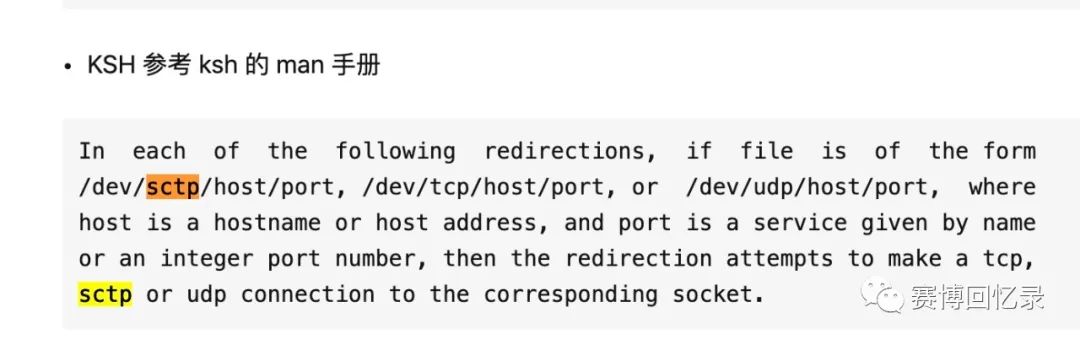 • KSH 参考 ksh 的 man 手册
In each of the following redirections, if file is of the form
/dev/sctp/host/port, /dev/tcp/host/port, or /dev/udp/host/port, where
host is a hostname or host address, and port is a service given by name
or an integer port number, then the redirection attempts to make a tcp,
sctp or udp connection to the corresponding socket.
赛博回忆录